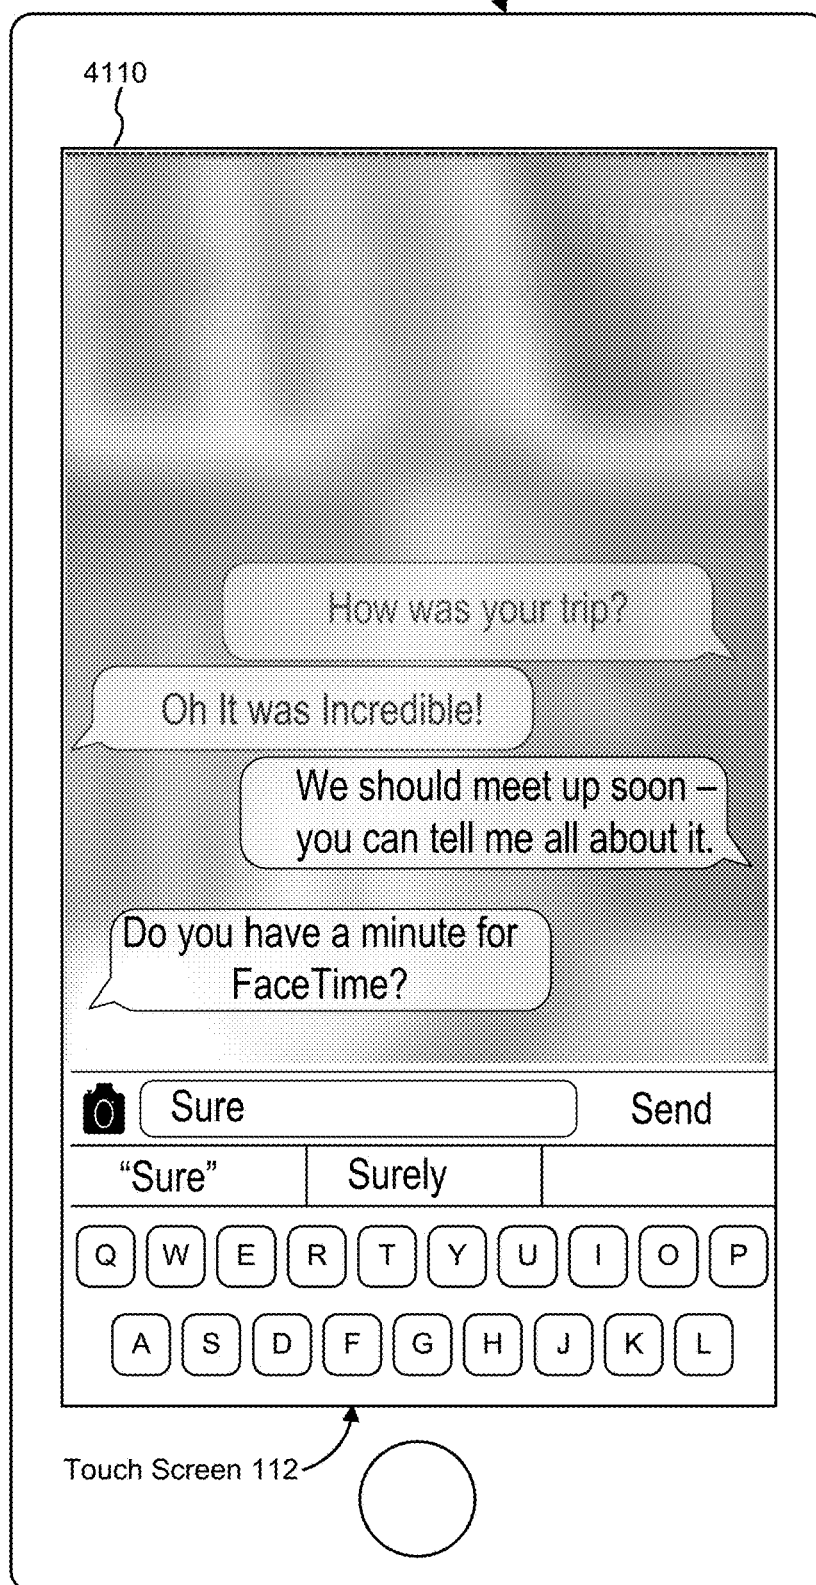 4110
How was your trip?
Oh It was Incredible!
We should meet up soon –
you can tell me all about it.
Do you have a minute for
FaceTime?
Sure Send
“Sure” Surely
Q W E R T Y U I O P
A S D F G H J K L
Touch Screen 112